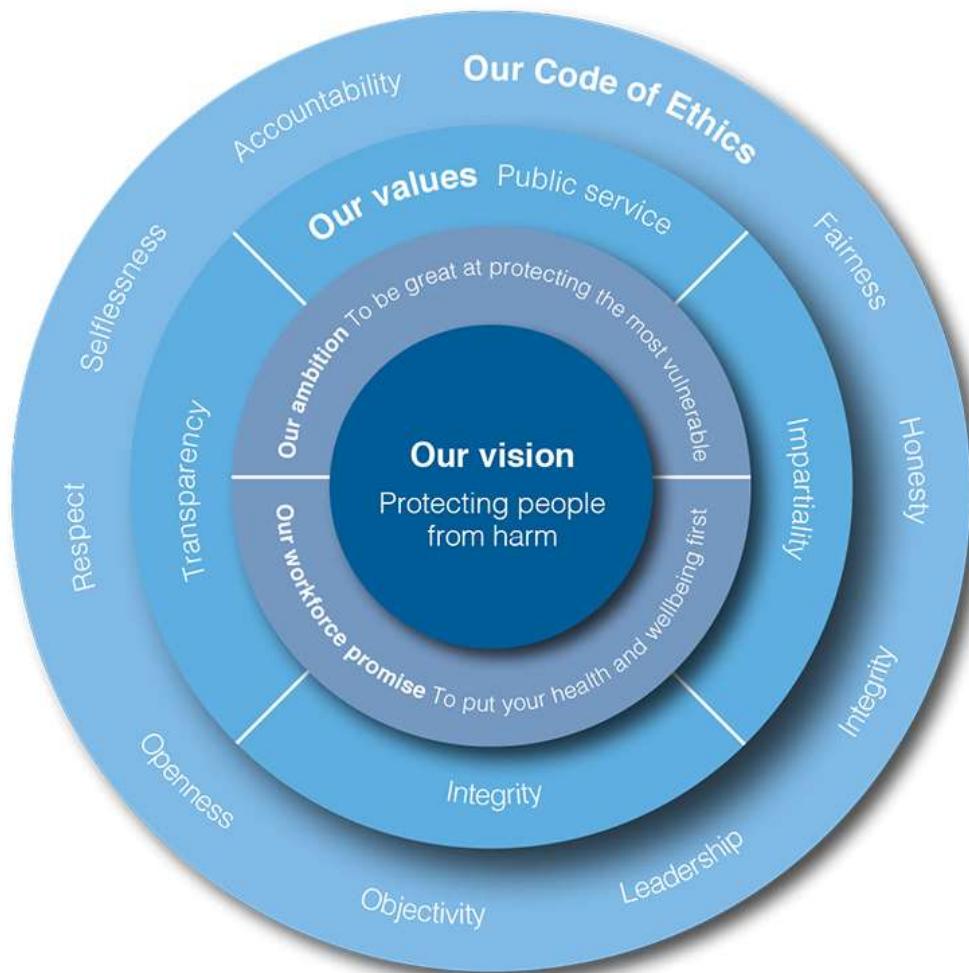 Our Code of Ethics
Fairness
Honesty
Integrity
Leadership
Objectivity
Openness
Respect
Selflessness
Accountability
Our values Public service
Impartiality
Integrity
Transparency
Our ambition To be great at protecting the most vulnerable
Our workforce promise To put your health and wellbeing first
Our vision
Protecting people
from harm